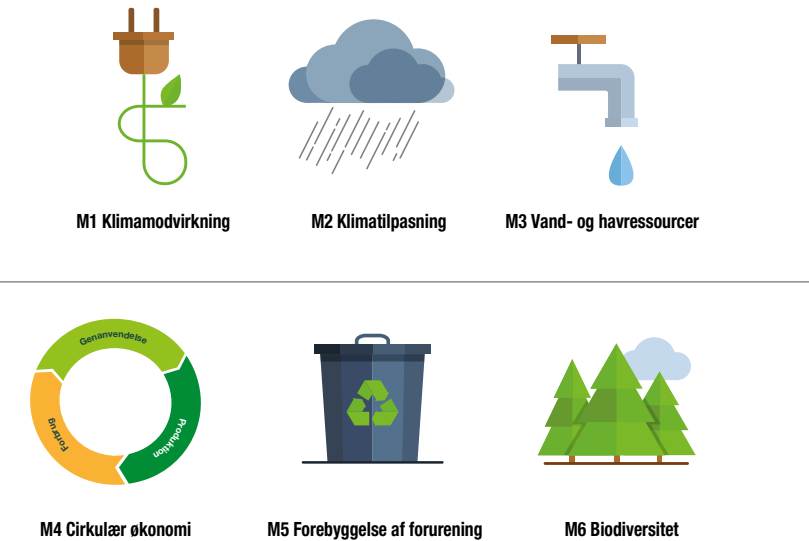 M1 Klimamodvirkning
M2 Klimatilpasning
M3 Vand- og havressourcer
Genanvendelse
Forbrug
Produktion
M4 Cirkulær økonomi
M5 Forebyggelse af forurening
M6 Biodiversitet